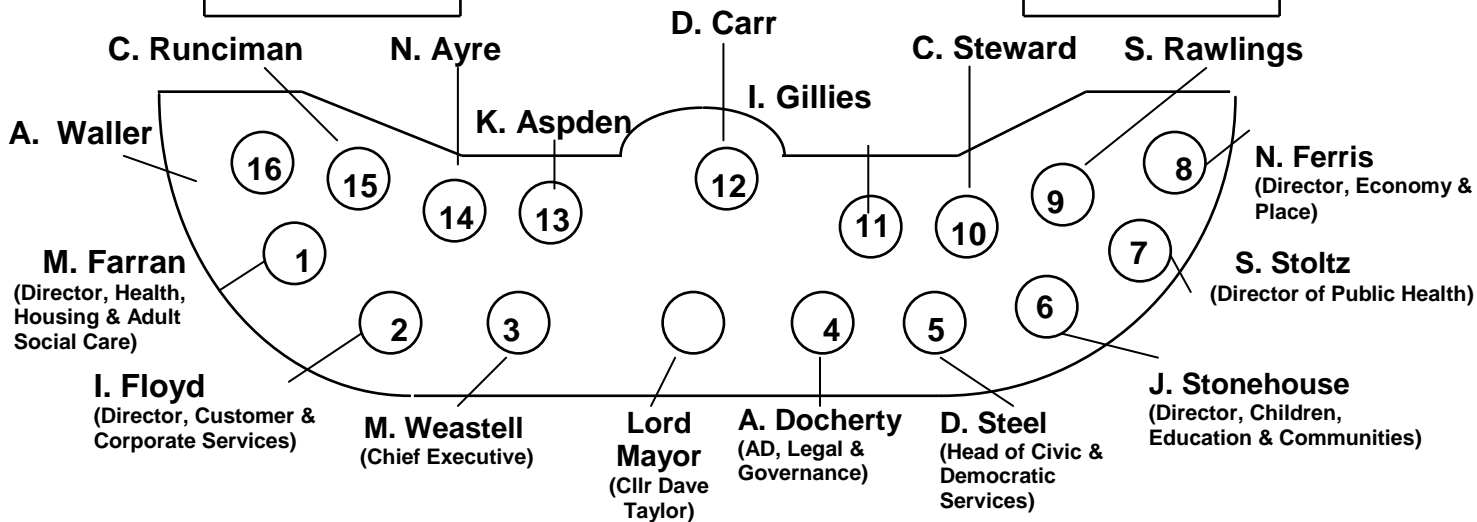 D. Carr
C. Runciman
N. Ayre
C. Steward
S. Rawlings
I. Gillies
K. Aspden
A. Waller
16
15
14
13
12
11
10
9
8
N. Ferris
(Director, Economy &
Place)
1
2
3
4
5
6
7
M. Farran
(Director, Health,
Housing & Adult
Social Care)
S. Stoltz
(Director of Public Health)
I. Floyd
(Director, Customer &
Corporate Services)
M. Weastell
(Chief Executive)
Lord
Mayor
(Cllr Dave
Taylor)
A. Docherty
(AD, Legal &
Governance)
D. Steel
(Head of Civic &
Democratic
Services)
J. Stonehouse
(Director, Children,
Education & Communities)